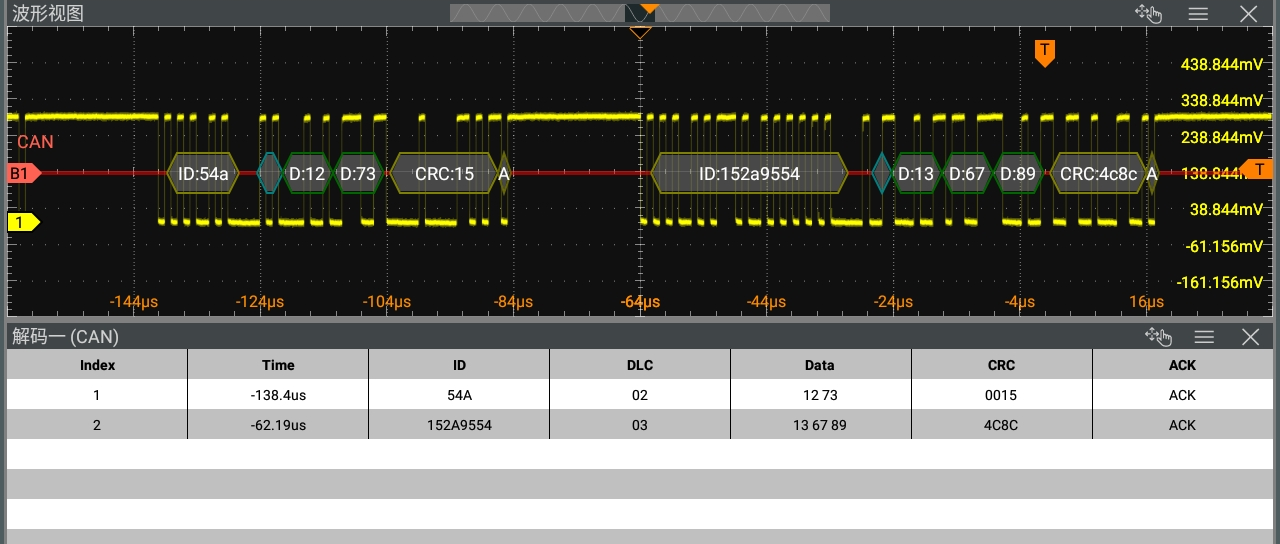 波形视图
T
438.844mV
338.844mV
238.844mV
CAN
B1
ID:54a
D:12
D:73
CRC:15
A
ID:152a9554
D:13
D:67
D:89
CRC:4c8c
A
T
1
38.844mV
-61.156mV
-161.156mV
-144µs
-124µs
-104µs
-84µs
-64µs
-44µs
-24µs
-4µs
16µs
解码一 (CAN)
Index Time ID DLC Data CRC ACK
1 -138.4us 54A 02 12 73 0015 ACK
2 -62.19us 152A9554 03 13 67 89 4C8C ACK